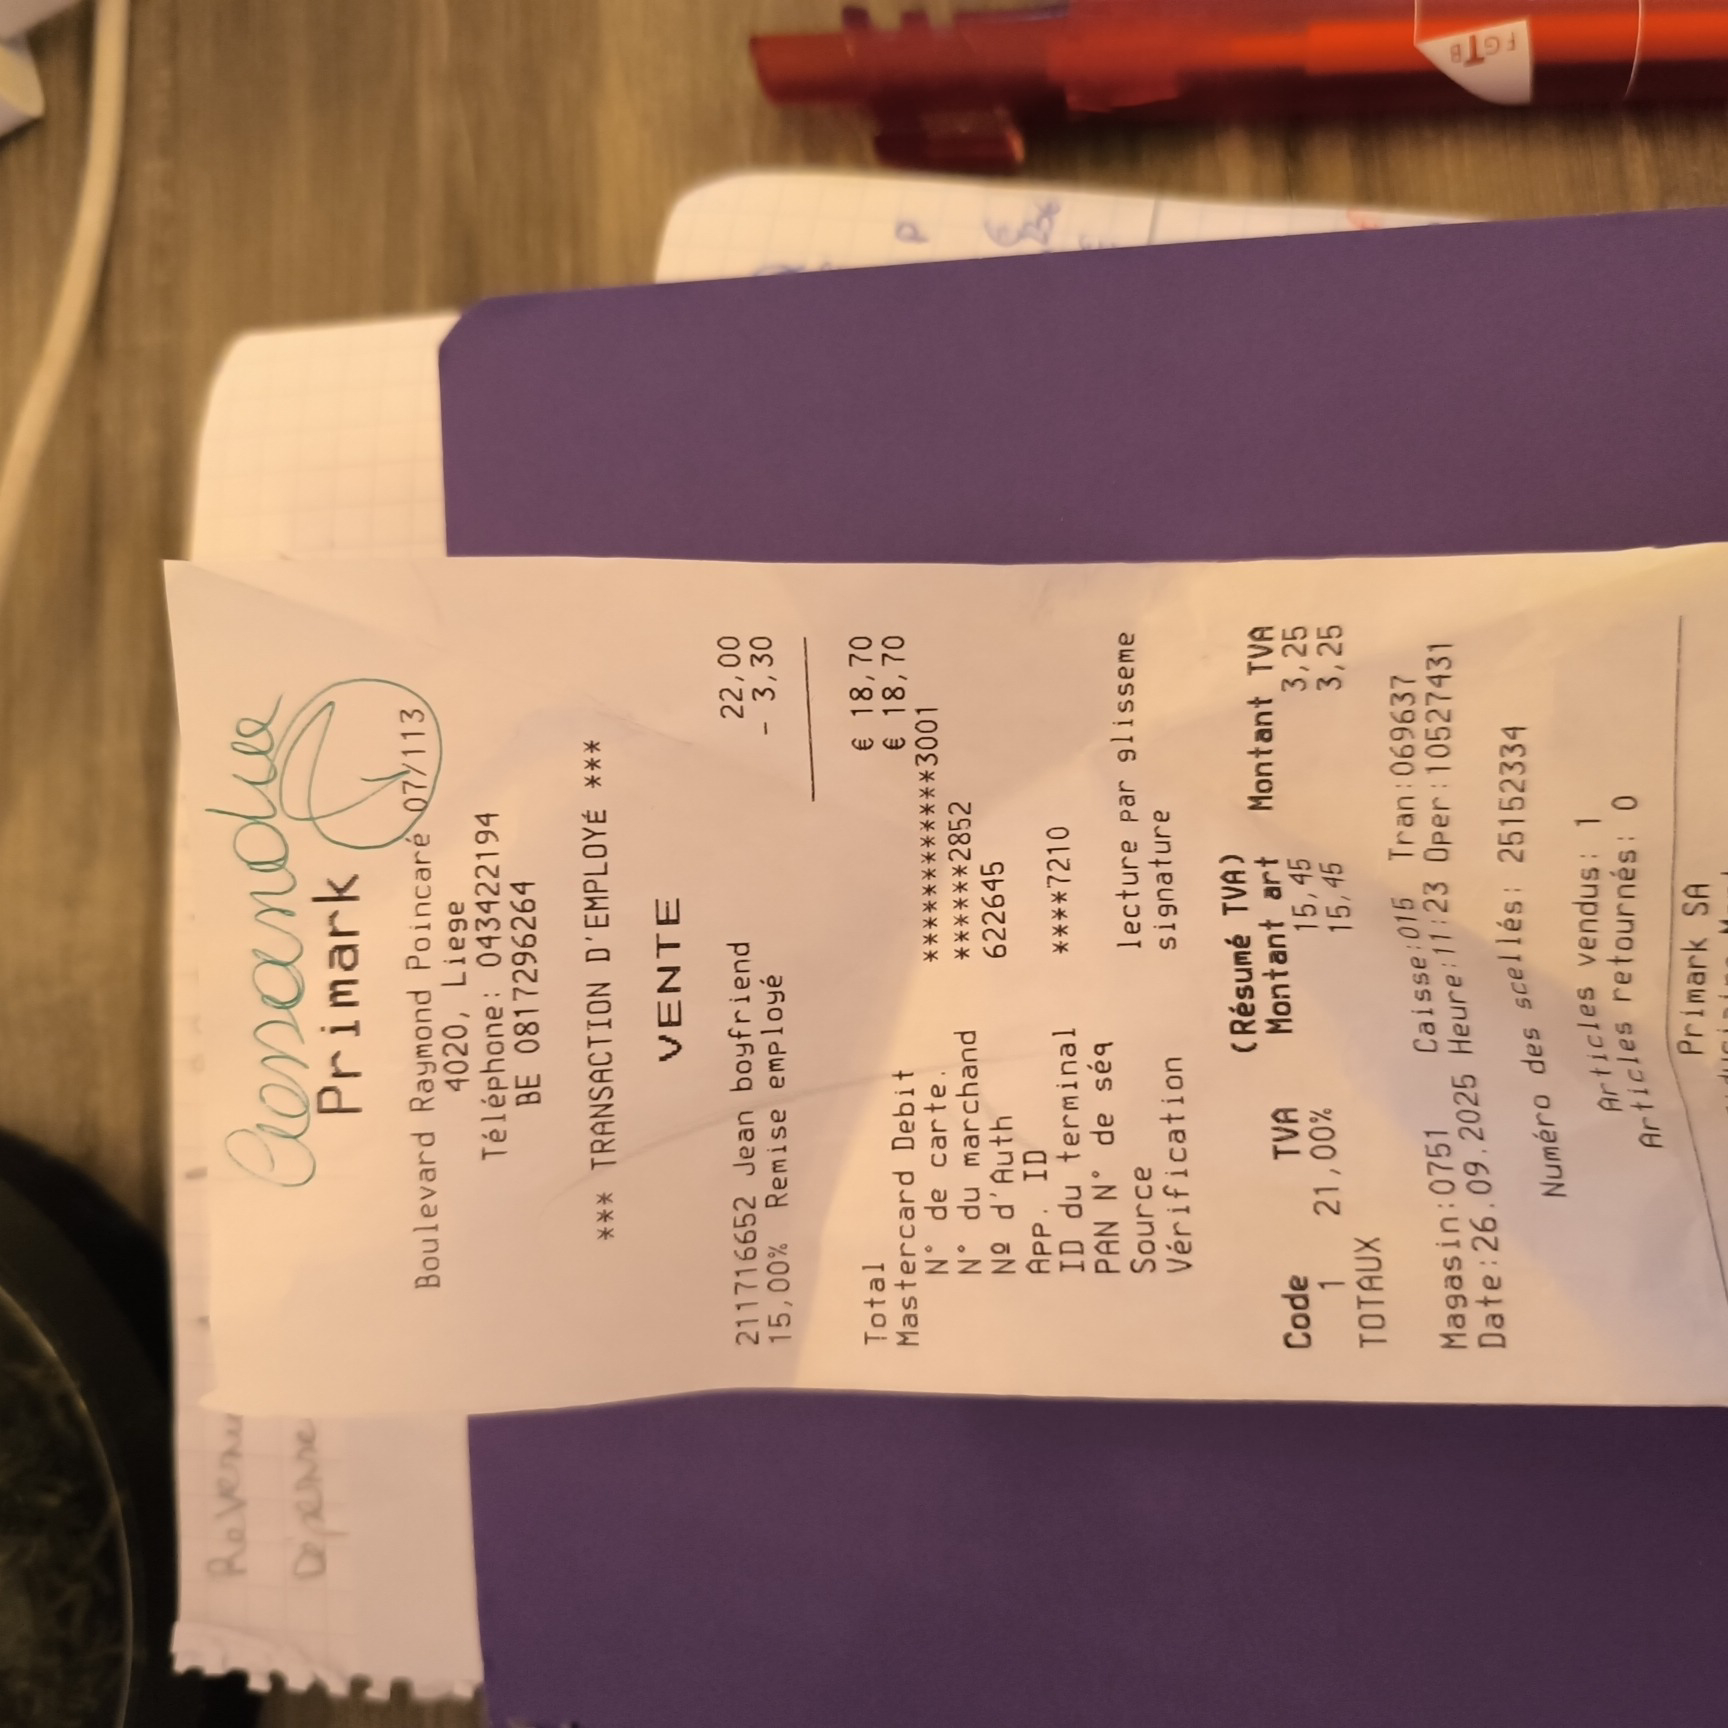 Primark
Boulevard Raymond Poincaré 07/113
4020, Liege
Téléphone: 043422194
BE 0817296264
*** TRANSACTION D'EMPLOYÉ ***
VENTE
211716652 Jean boyfriend 22,00
15,00% Remise employé - 3,30
Total € 18,70
Mastercard Debit € 18,70
N° de carte. ************3001
N° du marchand ******2852
Nº d'Auth 622645
APP. ID
ID du terminal ****7210
PAN N° de séq
Source lecture par glisseme
Vérification signature
(Résumé TVA)
Code TVA Montant art Montant TVA
1 21,00% 15,45 3,25
TOTAUX 15,45 3,25
Magasin:0751 Caisse:015 Tran:069637
Date:26.09.2025 Heure:11:23 Oper:10527431
Numéro des scellés: 25152334
Articles vendus: 1
Articles retournés: 0
Primark SA
Revenu
Dépense
FGTB